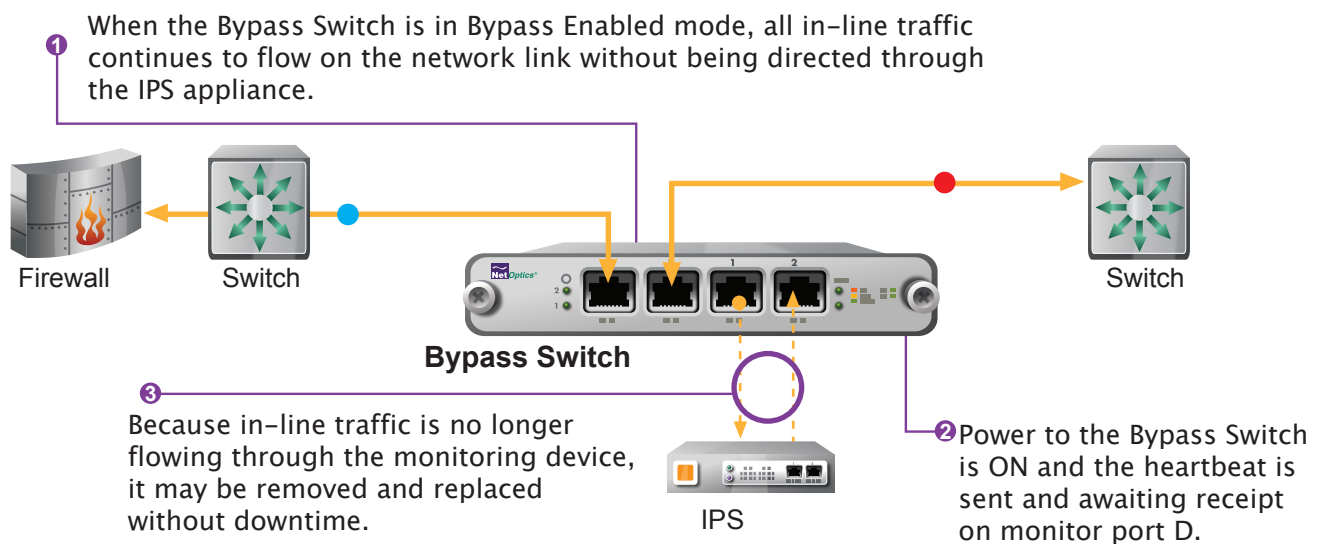 1
When the Bypass Switch is in Bypass Enabled mode, all in-line traffic
continues to flow on the network link without being directed through
the IPS appliance.
Firewall
Switch
Switch
NetOptics®
1
2
2
1
Bypass Switch
3
Because in-line traffic is no longer
flowing through the monitoring device,
it may be removed and replaced
without downtime.
IPS
2
Power to the Bypass Switch
is ON and the heartbeat is
sent and awaiting receipt
on monitor port D.